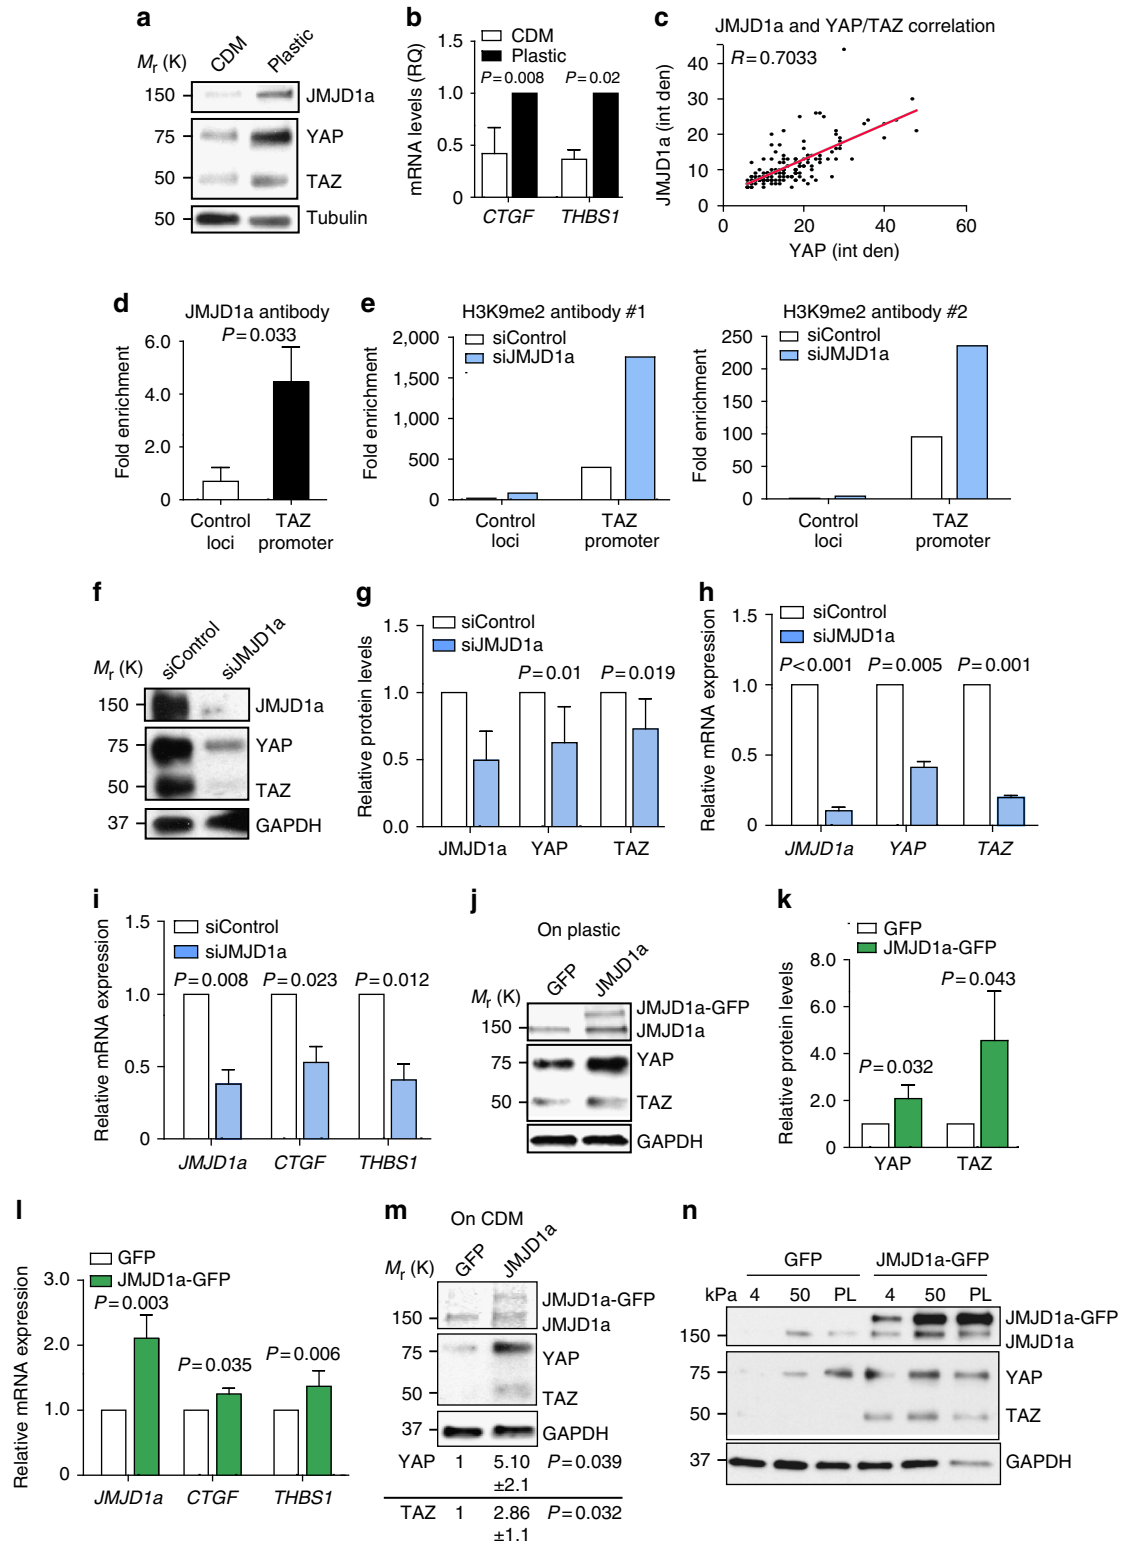 a
CDM
Plastic
Mr (K)
150
JMJD1a
75
YAP
50
TAZ
50
Tubulin
b
CDM
Plastic
mRNA levels (RQ)
1.5
1.0
0.5
0
P=0.008
P=0.02
CTGF
THBS1
c
JMJD1a and YAP/TAZ correlation
R=0.7033
JMJD1a (int den)
40
30
20
10
0
0
20
40
60
YAP (int den)
d
JMJD1a antibody
P=0.033
Fold enrichment
6.0
4.0
2.0
0
Control loci
TAZ promoter
e
H3K9me2 antibody #1
siControl
siJMJD1a
Fold enrichment
2,000
1,500
1,000
500
0
Control loci
TAZ promoter
H3K9me2 antibody #2
siControl
siJMJD1a
Fold enrichment
250
200
150
100
50
0
Control loci
TAZ promoter
f
siControl
siJMJD1a
Mr (K)
150
JMJD1a
75
YAP
50
TAZ
37
GAPDH
g
siControl
siJMJD1a
Relative protein levels
1.5
1.0
0.5
0.0
P=0.01
P=0.019
JMJD1a
YAP
TAZ
h
siControl
siJMJD1a
Relative mRNA expression
1.5
1.0
0.5
0
P<0.001
P=0.005
P=0.001
JMJD1a
YAP
TAZ
i
siControl
siJMJD1a
Relative mRNA expression
1.5
1.0
0.5
0
P=0.008
P=0.023
P=0.012
JMJD1a
CTGF
THBS1
j
On plastic
GFP
JMJD1a
Mr (K)
JMJD1a-GFP
150
JMJD1a
75
YAP
50
TAZ
GAPDH
k
GFP
JMJD1a-GFP
Relative protein levels
8.0
6.0
4.0
2.0
0
P=0.032
P=0.043
YAP
TAZ
l
GFP
JMJD1a-GFP
Relative mRNA expression
3.0
2.0
1.0
0
P=0.003
P=0.035
P=0.006
JMJD1a
CTGF
THBS1
m
On CDM
GFP
JMJD1a
Mr (K)
JMJD1a-GFP
150
JMJD1a
75
YAP
50
TAZ
37
GAPDH
YAP 1 5.10 ±2.1 P=0.039
TAZ 1 2.86 ±1.1 P=0.032
n
GFP
JMJD1a-GFP
kPa 4 50 PL 4 50 PL
JMJD1a-GFP
150
JMJD1a
75
YAP
50
TAZ
37
GAPDH